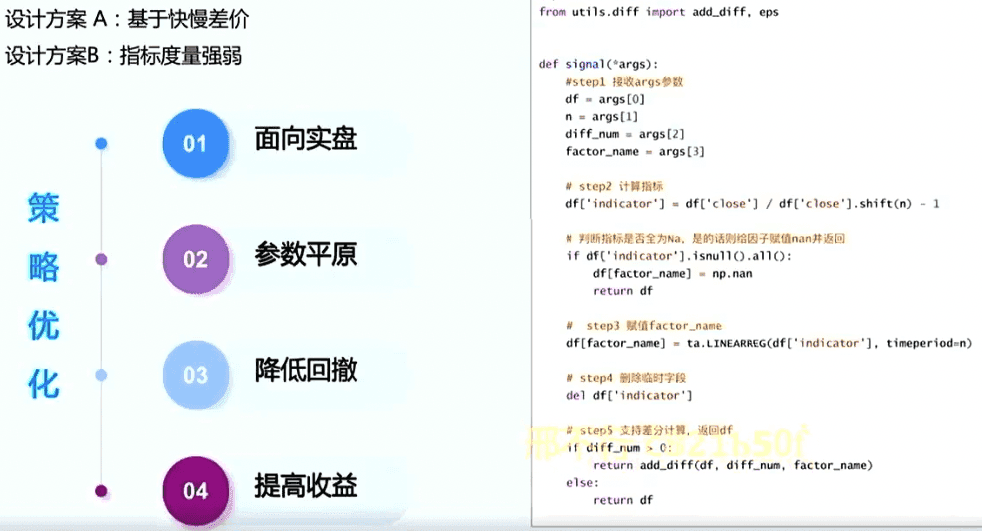 设计方案 A：基于快慢差价
设计方案B：指标度量强弱
策略优化
01 面向实盘
02 参数平原
03 降低回撤
04 提高收益
from utils.diff import add_diff, eps
def signal(*args):
#step1 接收args参数
df = args[0]
n = args[1]
diff_num = args[2]
factor_name = args[3]
# step2 计算指标
df['indicator'] = df['close'] / df['close'].shift(n) - 1
# 判断指标是否全为Na，是的话则给因子赋值nan并返回
if df['indicator'].isnull().all():
df[factor_name] = np.nan
return df
# step3 赋值factor_name
df[factor_name] = ta.LINEARREG(df['indicator'], timeperiod=n)
# step4 删除临时字段
del df['indicator']
# step5 支持差分计算，返回df
if diff_num > 0:
return add_diff(df, diff_num, factor_name)
else:
return df